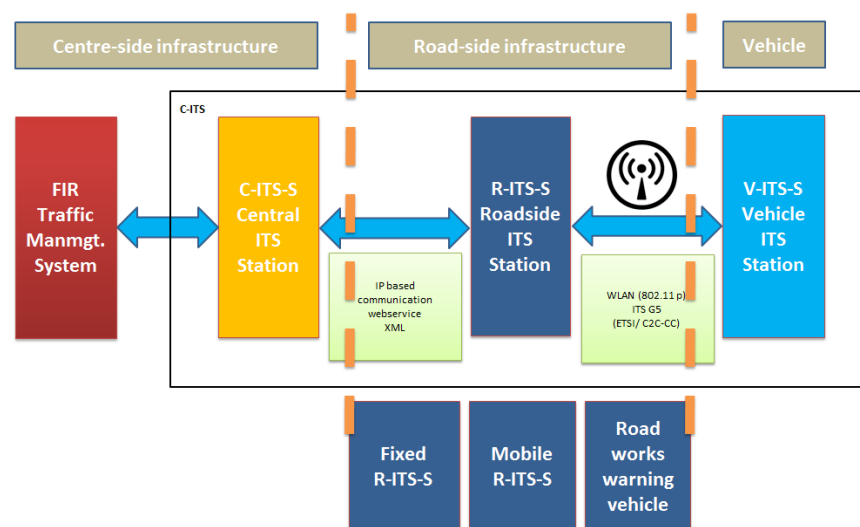 Centre-side infrastructure
Road-side infrastructure
Vehicle
C-ITS
FIR
Traffic
Manmgt.
System
C-ITS-S
Central
ITS
Station
R-ITS-S
Roadside
ITS
Station
V-ITS-S
Vehicle
ITS
Station
IP based
communication
webservice
XML
WLAN (802.11 p)
ITS G5
(ETSI/ C2C-CC)
Fixed
R-ITS-S
Mobile
R-ITS-S
Road
works
warning
vehicle